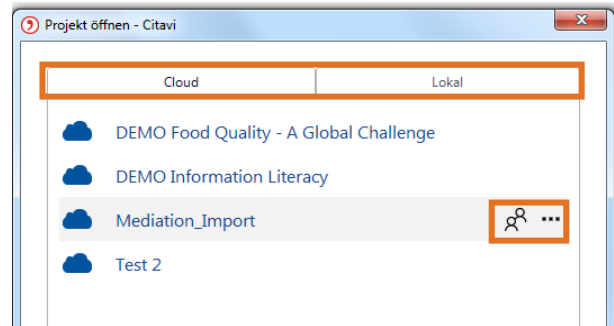 Projekt öffnen - Citavi
Cloud Lokal
DEMO Food Quality - A Global Challenge
DEMO Information Literacy
Mediation_Import
Test 2